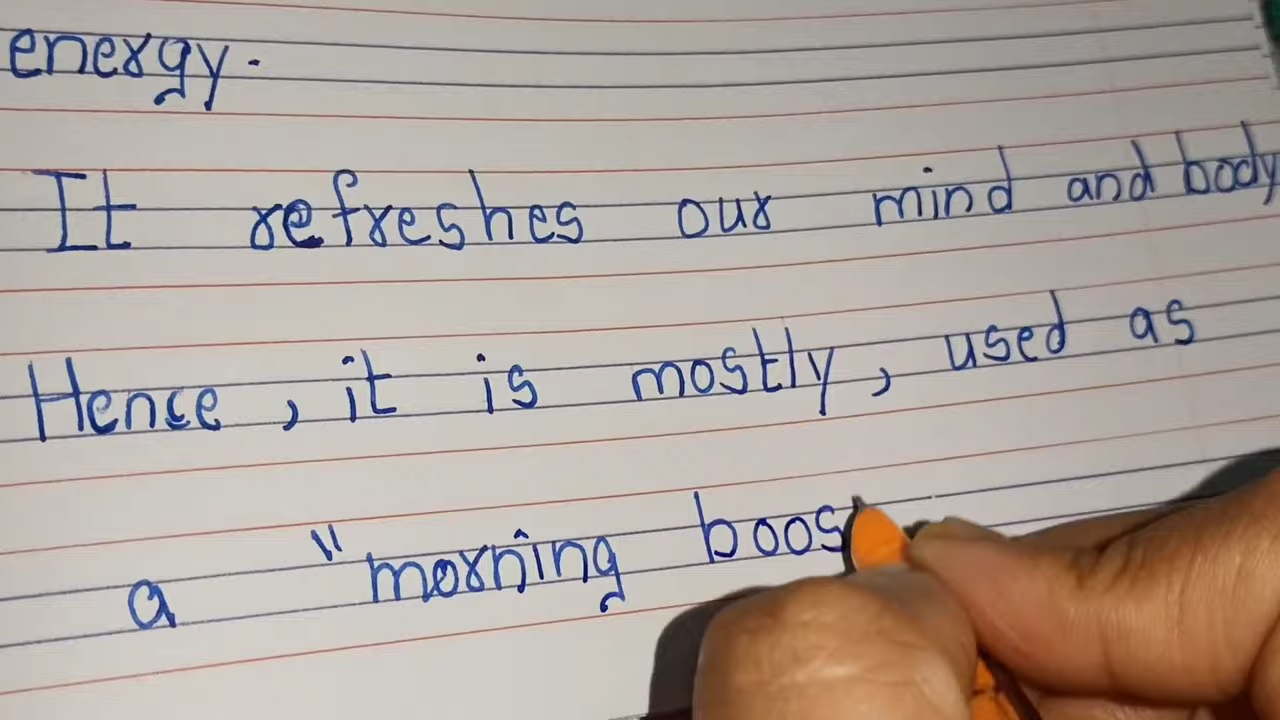 energy.
It refreshes our mind and body
Hence, it is mostly, used as
a "morning boos